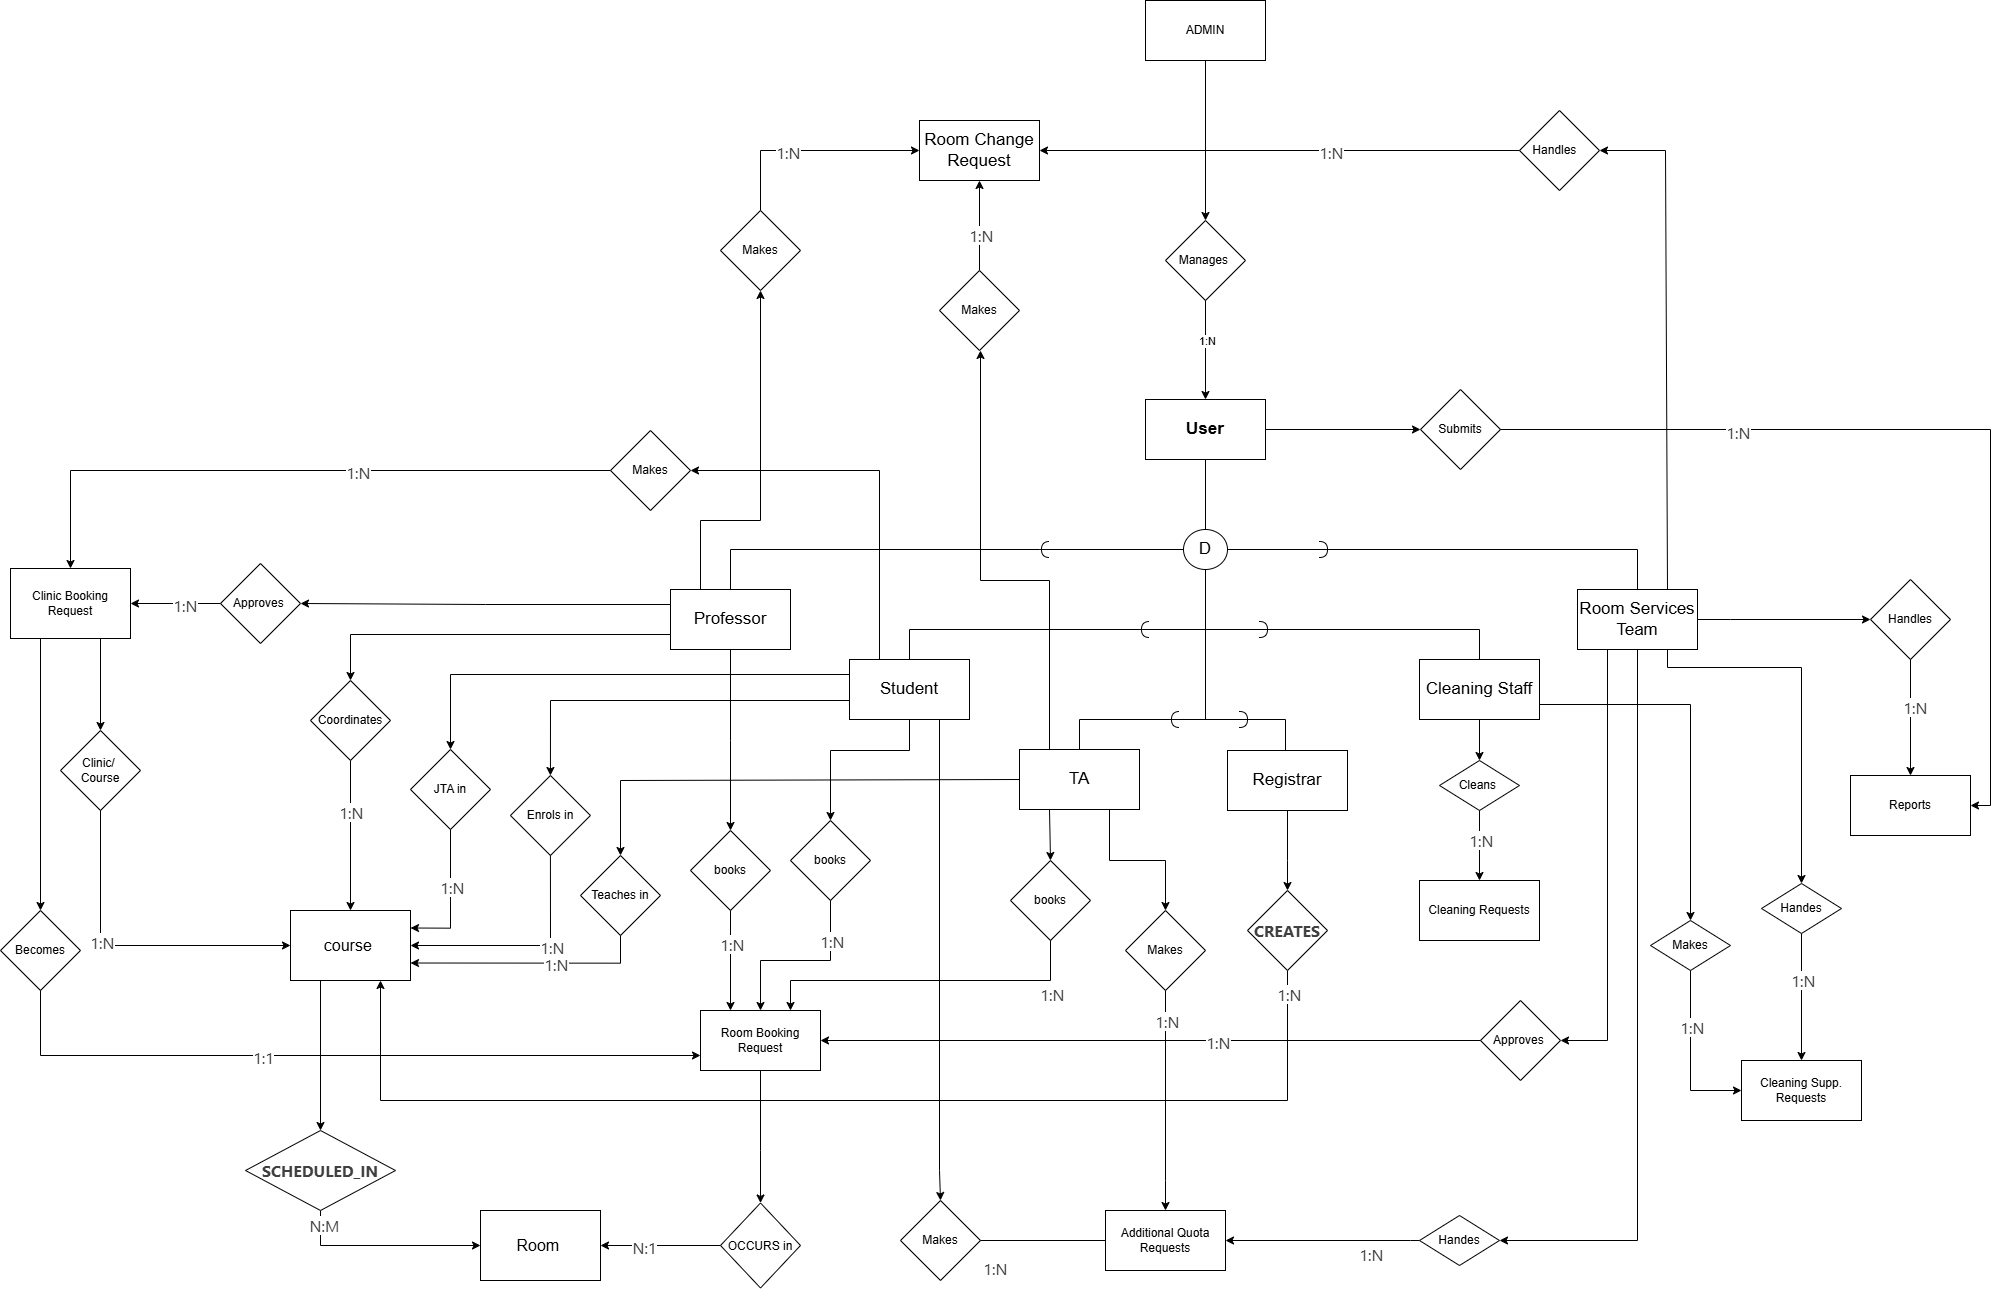 ADMIN
Room Change
Request
1:N
1:N
Handles
Makes
1:N
Manages
Makes
1:N
User
Submits
1:N
Makes
1:N
D
Clinic Booking
Request
1:N
Approves
Professor
Room Services
Team
Handles
Student
Cleaning Staff
1:N
Coordinates
Clinic/
Course
JTA in
Enrols in
TA
Registrar
Cleans
Reports
1:N
Teaches in
books
books
books
1:N
Cleaning Requests
Handes
1:N
Becomes
1:N
course
1:N
1:N
1:N
1:N
Makes
CREATES
Makes
1:N
1:N
1:N
1:N
1:N
1:1
Room Booking
Request
1:N
Approves
Cleaning Supp.
Requests
SCHEDULED_IN
N:M
Room
N:1
OCCURS in
Makes
1:N
Additional Quota
Requests
1:N
Handes